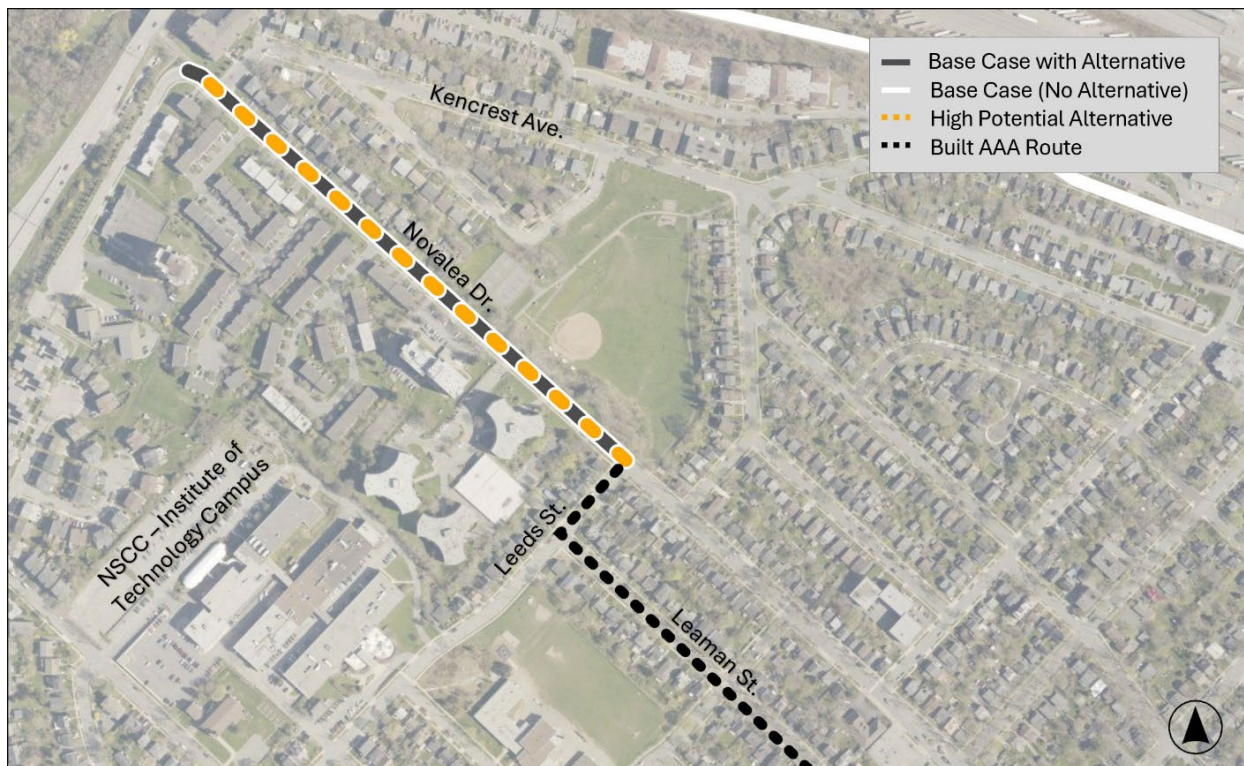 Base Case with Alternative
Base Case (No Alternative)
High Potential Alternative
Built AAA Route
Kencrest Ave.
Novalea Dr.
NSCC – Institute of
Technology Campus
Leeds St.
Leaman St.